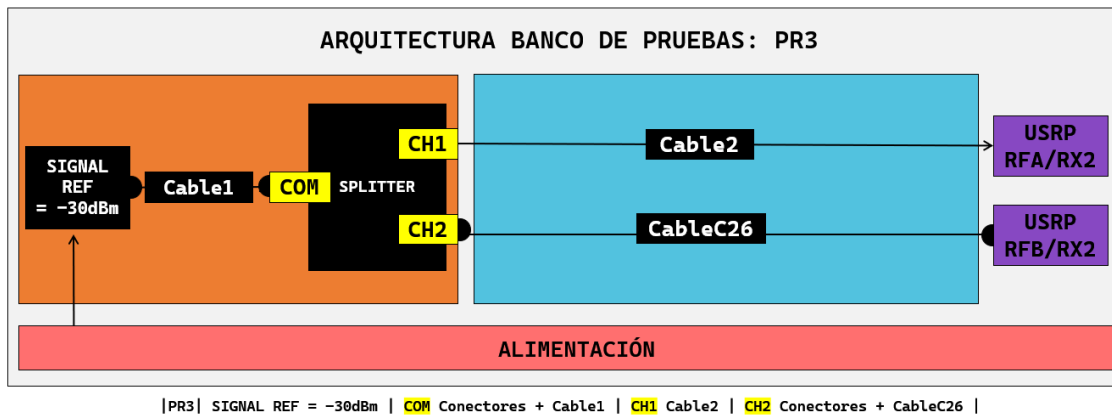 ARQUITECTURA BANCO DE PRUEBAS: PR3
SIGNAL
REF
= -30dBm
Cable1
COM
SPLITTER
CH1
CH2
Cable2
CableC26
USRP
RFA/RX2
USRP
RFB/RX2
ALIMENTACIÓN
|PR3| SIGNAL REF = -30dBm | COM Conectores + Cable1 | CH1 Cable2 | CH2 Conectores + CableC26 |